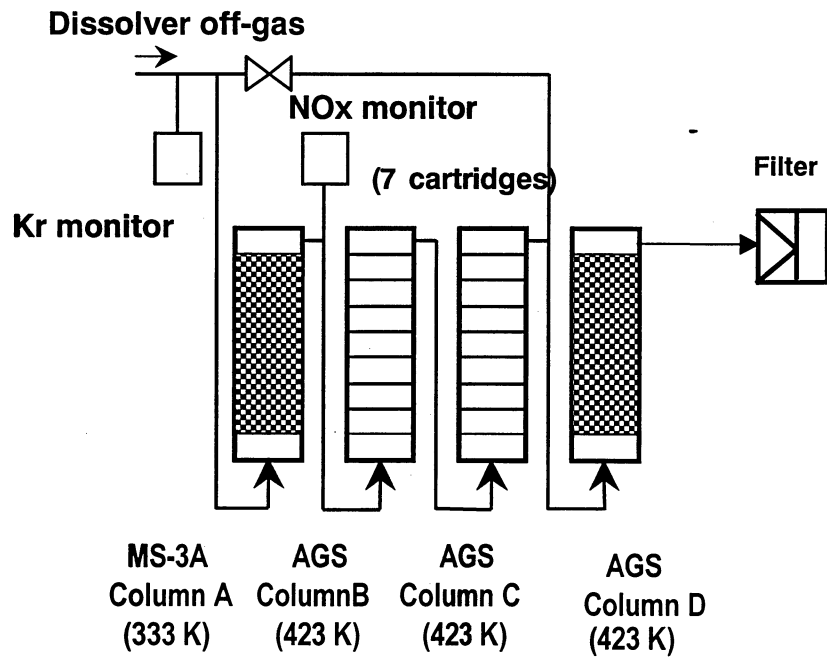 Dissolver off-gas
NOx monitor
(7 cartridges)
Filter
Kr monitor
MS-3A
Column A
(333 K)
AGS
ColumnB
(423 K)
AGS
Column C
(423 K)
AGS
Column D
(423 K)